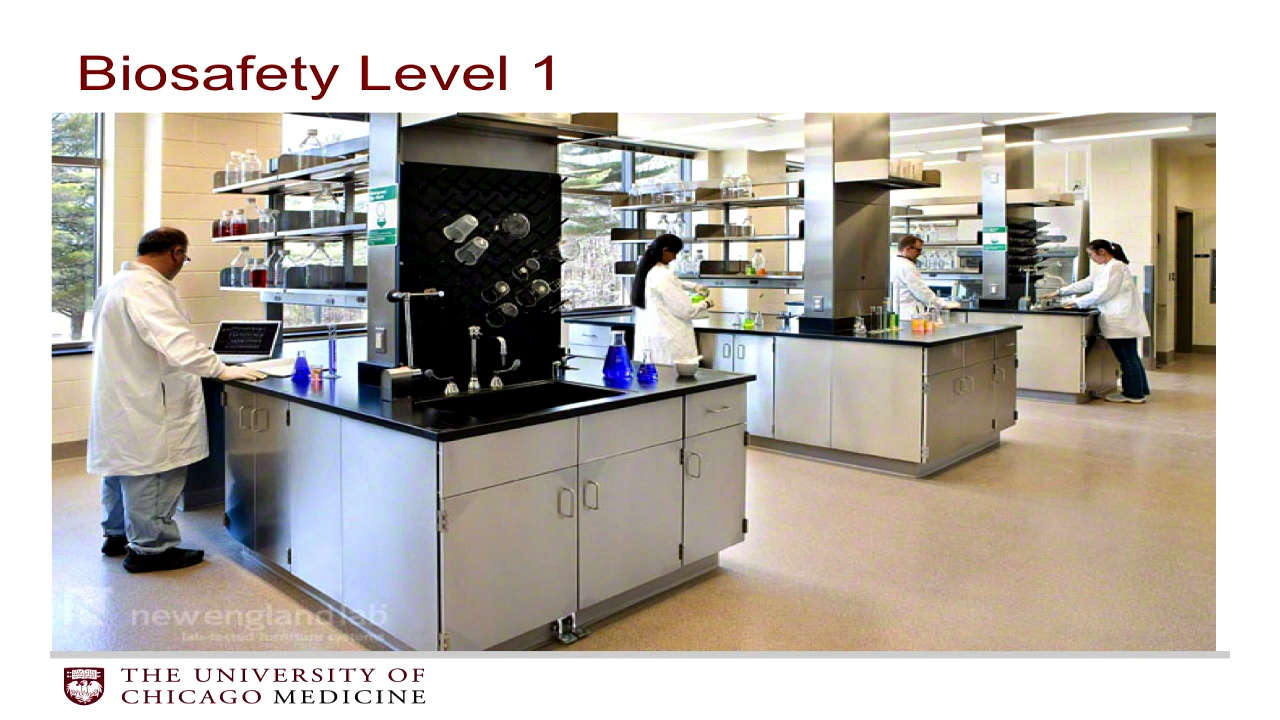 Biosafety Level 1
newenglandlab
lab-tested furniture systems
THE UNIVERSITY OF
CHICAGO MEDICINE